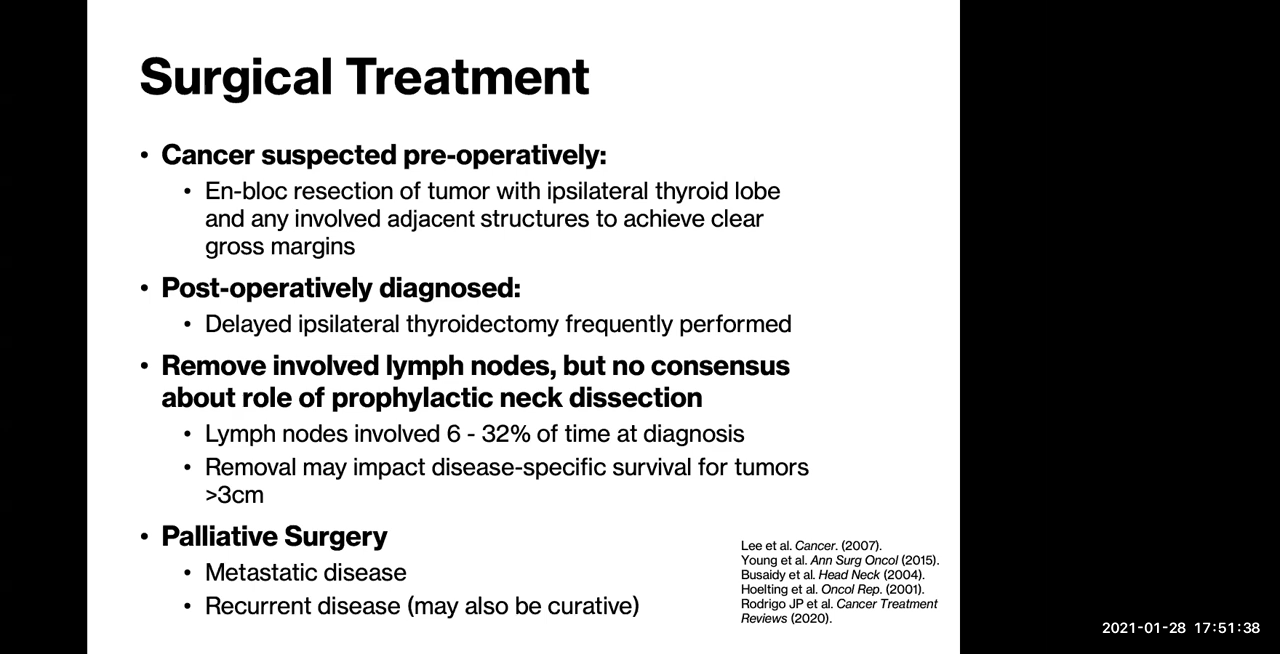 Surgical Treatment
• Cancer suspected pre-operatively:
• En-bloc resection of tumor with ipsilateral thyroid lobe
and any involved adjacent structures to achieve clear
gross margins
• Post-operatively diagnosed:
• Delayed ipsilateral thyroidectomy frequently performed
• Remove involved lymph nodes, but no consensus
about role of prophylactic neck dissection
• Lymph nodes involved 6 - 32% of time at diagnosis
• Removal may impact disease-specific survival for tumors
>3cm
• Palliative Surgery
• Metastatic disease
• Recurrent disease (may also be curative)
Lee et al. Cancer. (2007).
Young et al. Ann Surg Oncol (2015).
Busaidy et al. Head Neck (2004).
Hoelting et al. Oncol Rep. (2001).
Rodrigo JP et al. Cancer Treatment
Reviews (2020).
2021-01-28 17:51:38